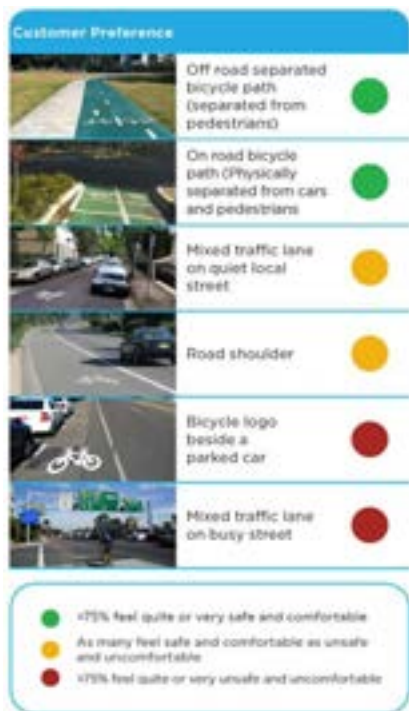 Customer Preference
Off road separated
bicycle path
(separated from
pedestrians)
On road bicycle
path (Physically
separated from cars
and pedestrians
Mixed traffic lane
on quiet local
street
Road shoulder
Bicycle logo
beside a
parked car
Mixed traffic lane
on busy street
>75% feel quite or very safe and comfortable
As many feel safe and comfortable as unsafe
and uncomfortable
>75% feel quite or very unsafe and uncomfortable